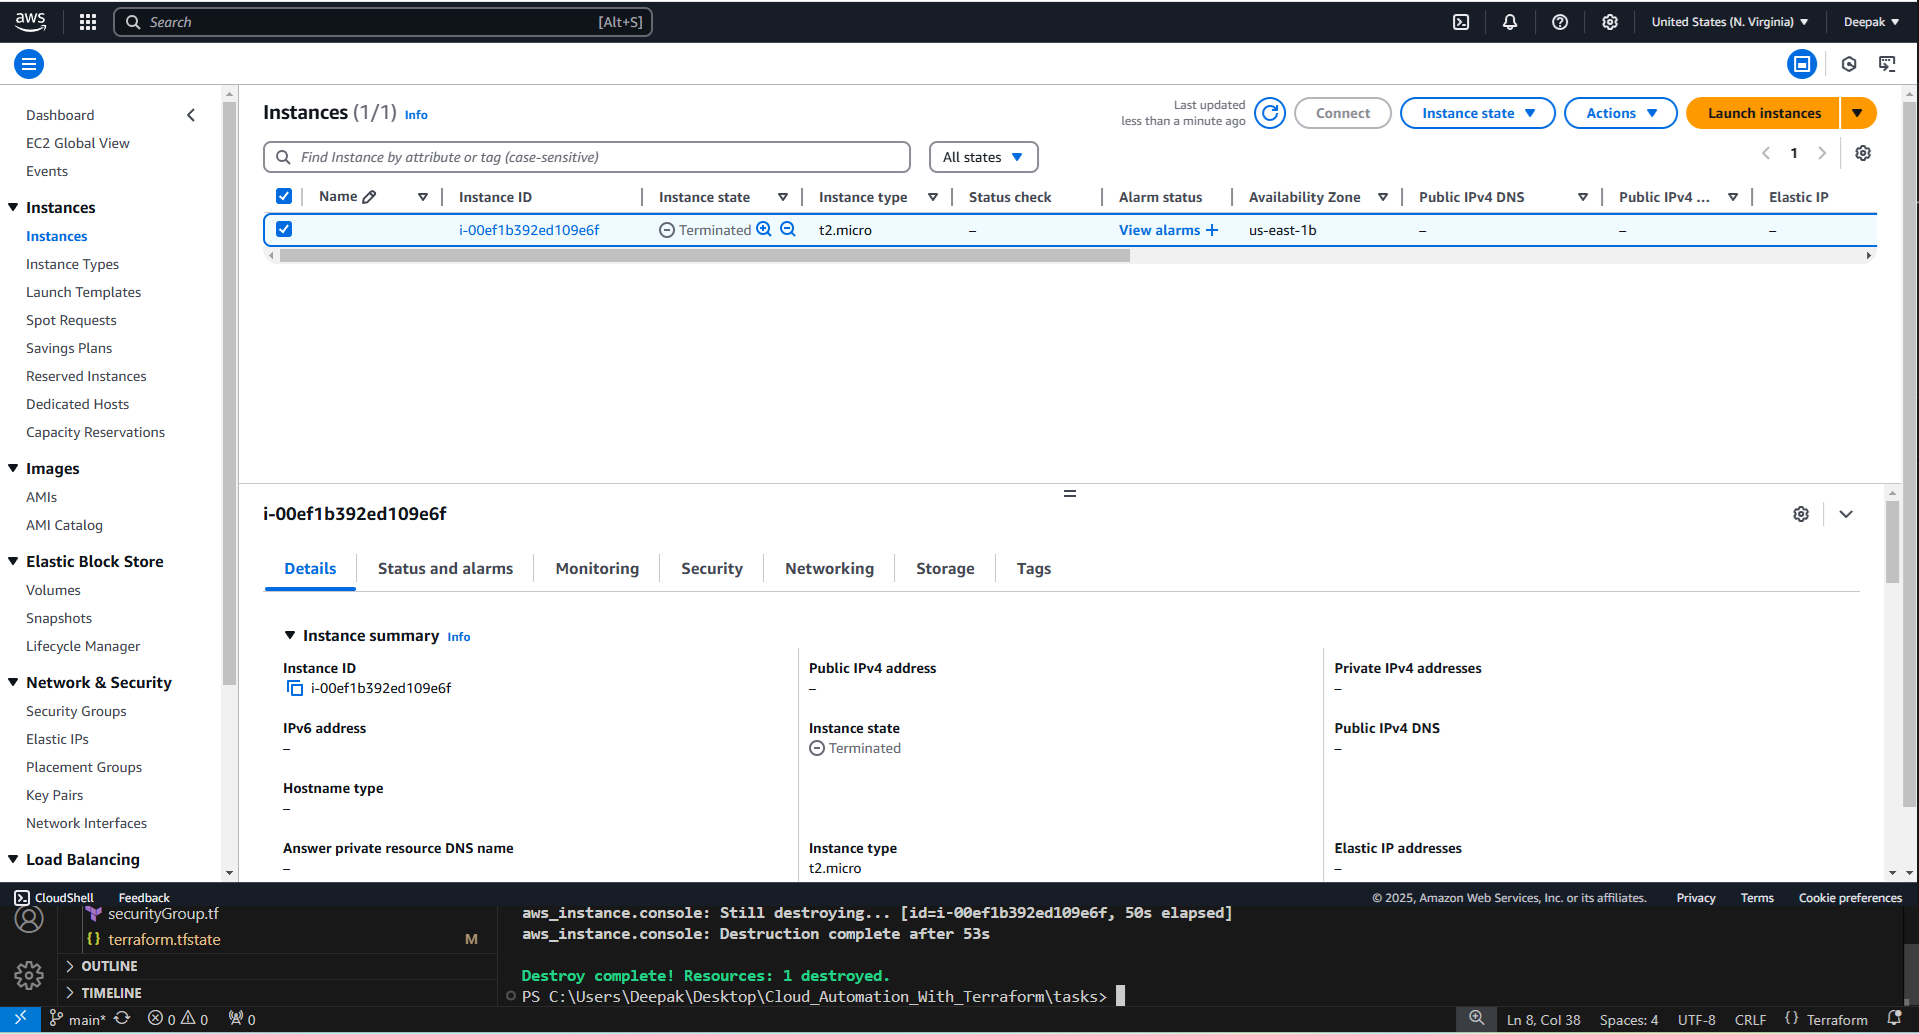 aws
Search [Alt+S]
United States (N. Virginia)
Deepak
Dashboard
EC2 Global View
Events
Instances
Instances
Instance Types
Launch Templates
Spot Requests
Savings Plans
Reserved Instances
Dedicated Hosts
Capacity Reservations
Images
AMIs
AMI Catalog
Elastic Block Store
Volumes
Snapshots
Lifecycle Manager
Network & Security
Security Groups
Elastic IPs
Placement Groups
Key Pairs
Network Interfaces
Load Balancing
Instances (1/1) Info
Last updated
less than a minute ago
Connect
Instance state
Actions
Launch instances
Find Instance by attribute or tag (case-sensitive)
All states
1
Name Instance ID Instance state Instance type Status check Alarm status Availability Zone Public IPv4 DNS Public IPv4 ... Elastic IP
i-00ef1b392ed109e6f Terminated t2.micro – View alarms + us-east-1b – – –
i-00ef1b392ed109e6f
Details Status and alarms Monitoring Security Networking Storage Tags
Instance summary Info
Instance ID
i-00ef1b392ed109e6f
Public IPv4 address
–
Private IPv4 addresses
–
IPv6 address
–
Instance state
Terminated
Public IPv4 DNS
–
Hostname type
–
Answer private resource DNS name
–
Instance type
t2.micro
Elastic IP addresses
–
CloudShell Feedback
© 2025, Amazon Web Services, Inc. or its affiliates. Privacy Terms Cookie preferences
securityGroup.tf
{} terraform.tfstate M
OUTLINE
TIMELINE
aws_instance.console: Still destroying... [id=i-00ef1b392ed109e6f, 50s elapsed]
aws_instance.console: Destruction complete after 53s
Destroy complete! Resources: 1 destroyed.
PS C:\Users\Deepak\Desktop\Cloud_Automation_With_Terraform\tasks>
main* 0 0 0
Ln 8, Col 38 Spaces: 4 UTF-8 CRLF {} Terraform